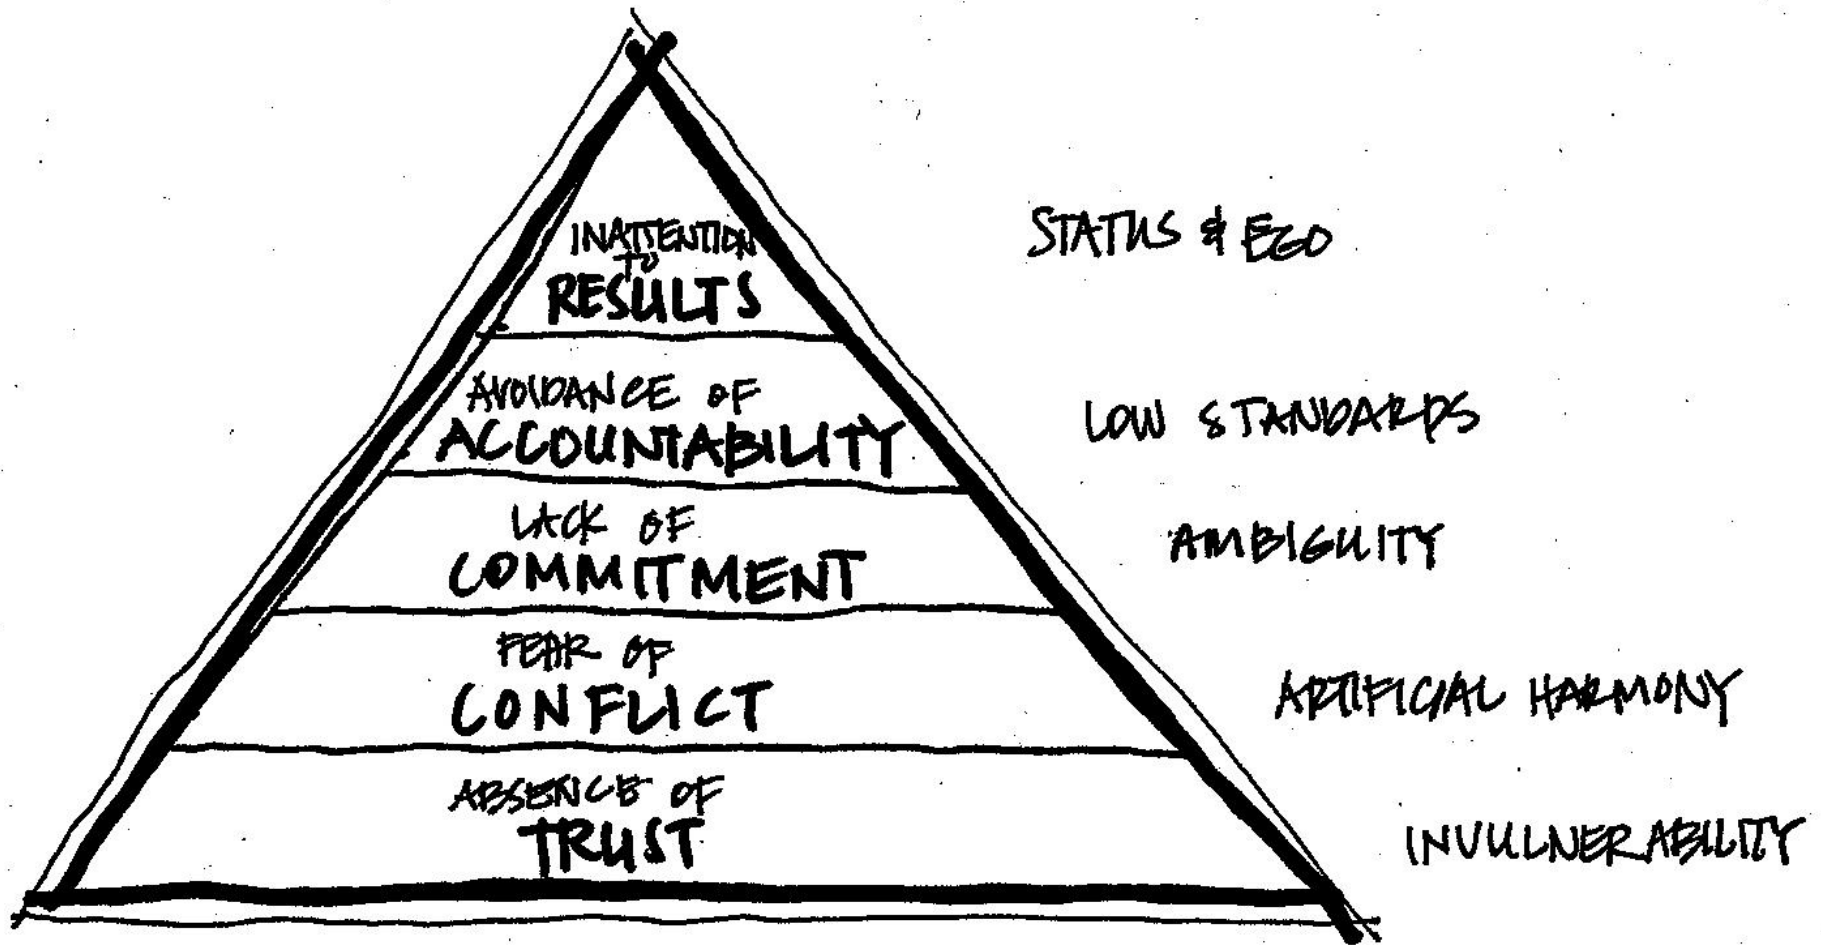 INATTENTION
TO
RESULTS
STATUS & EGO
AVOIDANCE OF
ACCOUNTABILITY
LOW STANDARDS
LACK OF
COMMITMENT
AMBIGUITY
FEAR OF
CONFLICT
ARTIFICIAL HARMONY
ABSENCE OF
TRUST
INVULNERABILITY